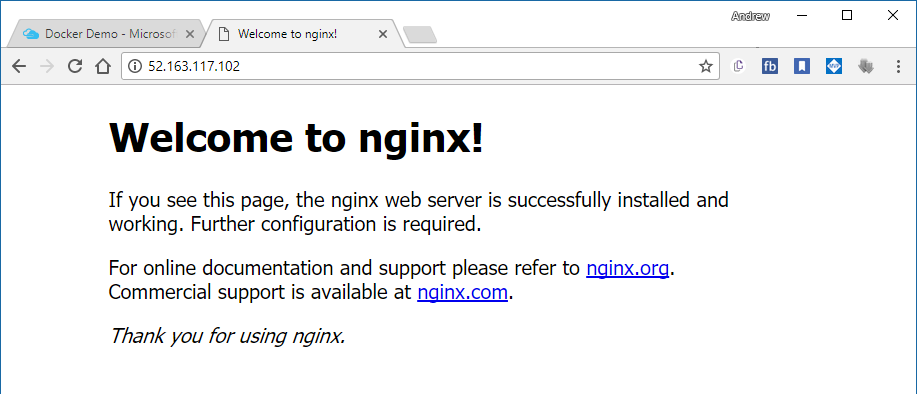 Andrew
Docker Demo - Microsof
Welcome to nginx!
52.163.117.102
fb
Welcome to nginx!
If you see this page, the nginx web server is successfully installed and
working. Further configuration is required.
For online documentation and support please refer to nginx.org.
Commercial support is available at nginx.com.
Thank you for using nginx.